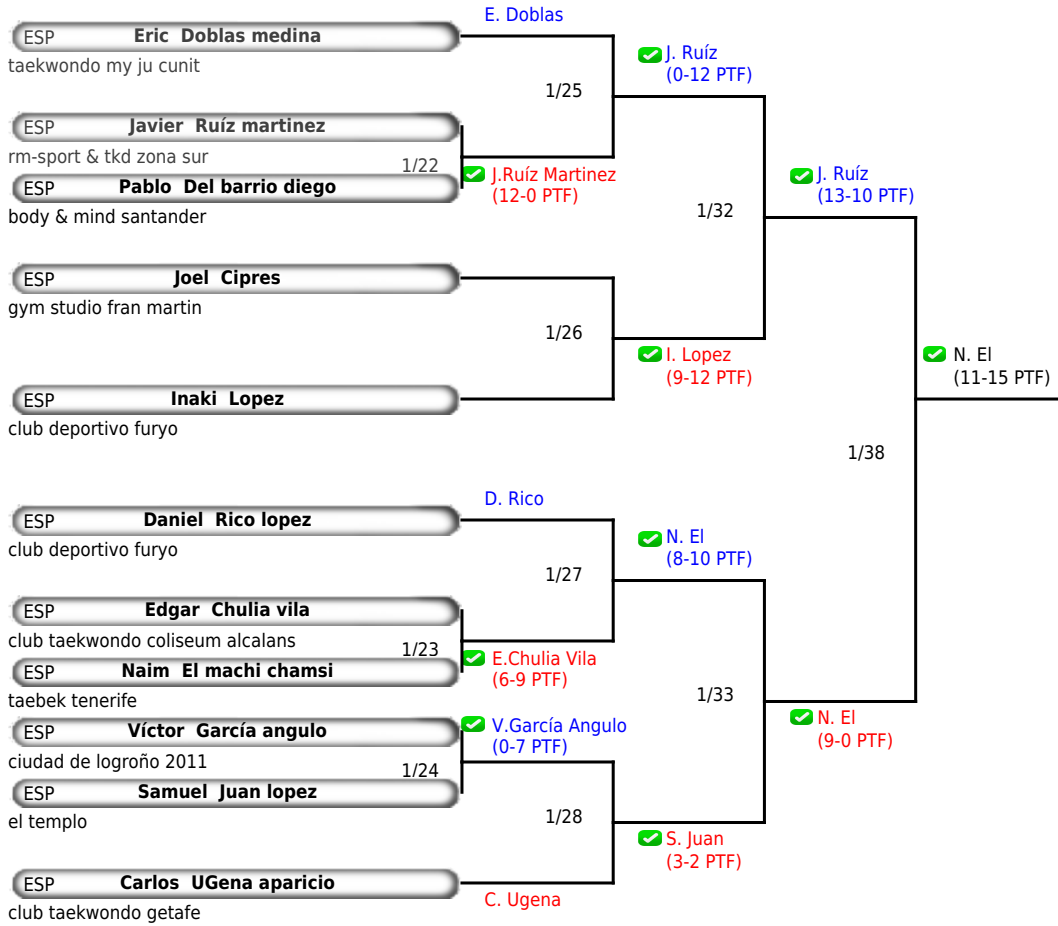 E. Doblas
ESP Eric Doblas medina
taekwondo my ju cunit
J. Ruíz
(0-12 PTF)
1/25
ESP Javier Ruíz martinez
rm-sport & tkd zona sur
1/22
J.Ruíz Martinez
(12-0 PTF)
ESP Pablo Del barrio diego
body & mind santander
J. Ruíz
(13-10 PTF)
1/32
ESP Joel Cipres
gym studio fran martin
1/26
I. Lopez
(9-12 PTF)
N. El
(11-15 PTF)
ESP Inaki Lopez
club deportivo furyo
1/38
D. Rico
ESP Daniel Rico lopez
club deportivo furyo
N. El
(8-10 PTF)
1/27
ESP Edgar Chulia vila
club taekwondo coliseum alcalans
1/23
E.Chulia Vila
(6-9 PTF)
ESP Naim El machi chamsi
taebek tenerife
1/33
N. El
(9-0 PTF)
V.García Angulo
(0-7 PTF)
ESP Víctor García angulo
ciudad de logroño 2011
1/24
ESP Samuel Juan lopez
el templo
1/28
S. Juan
(3-2 PTF)
ESP Carlos UGena aparicio
club taekwondo getafe
C. Ugena